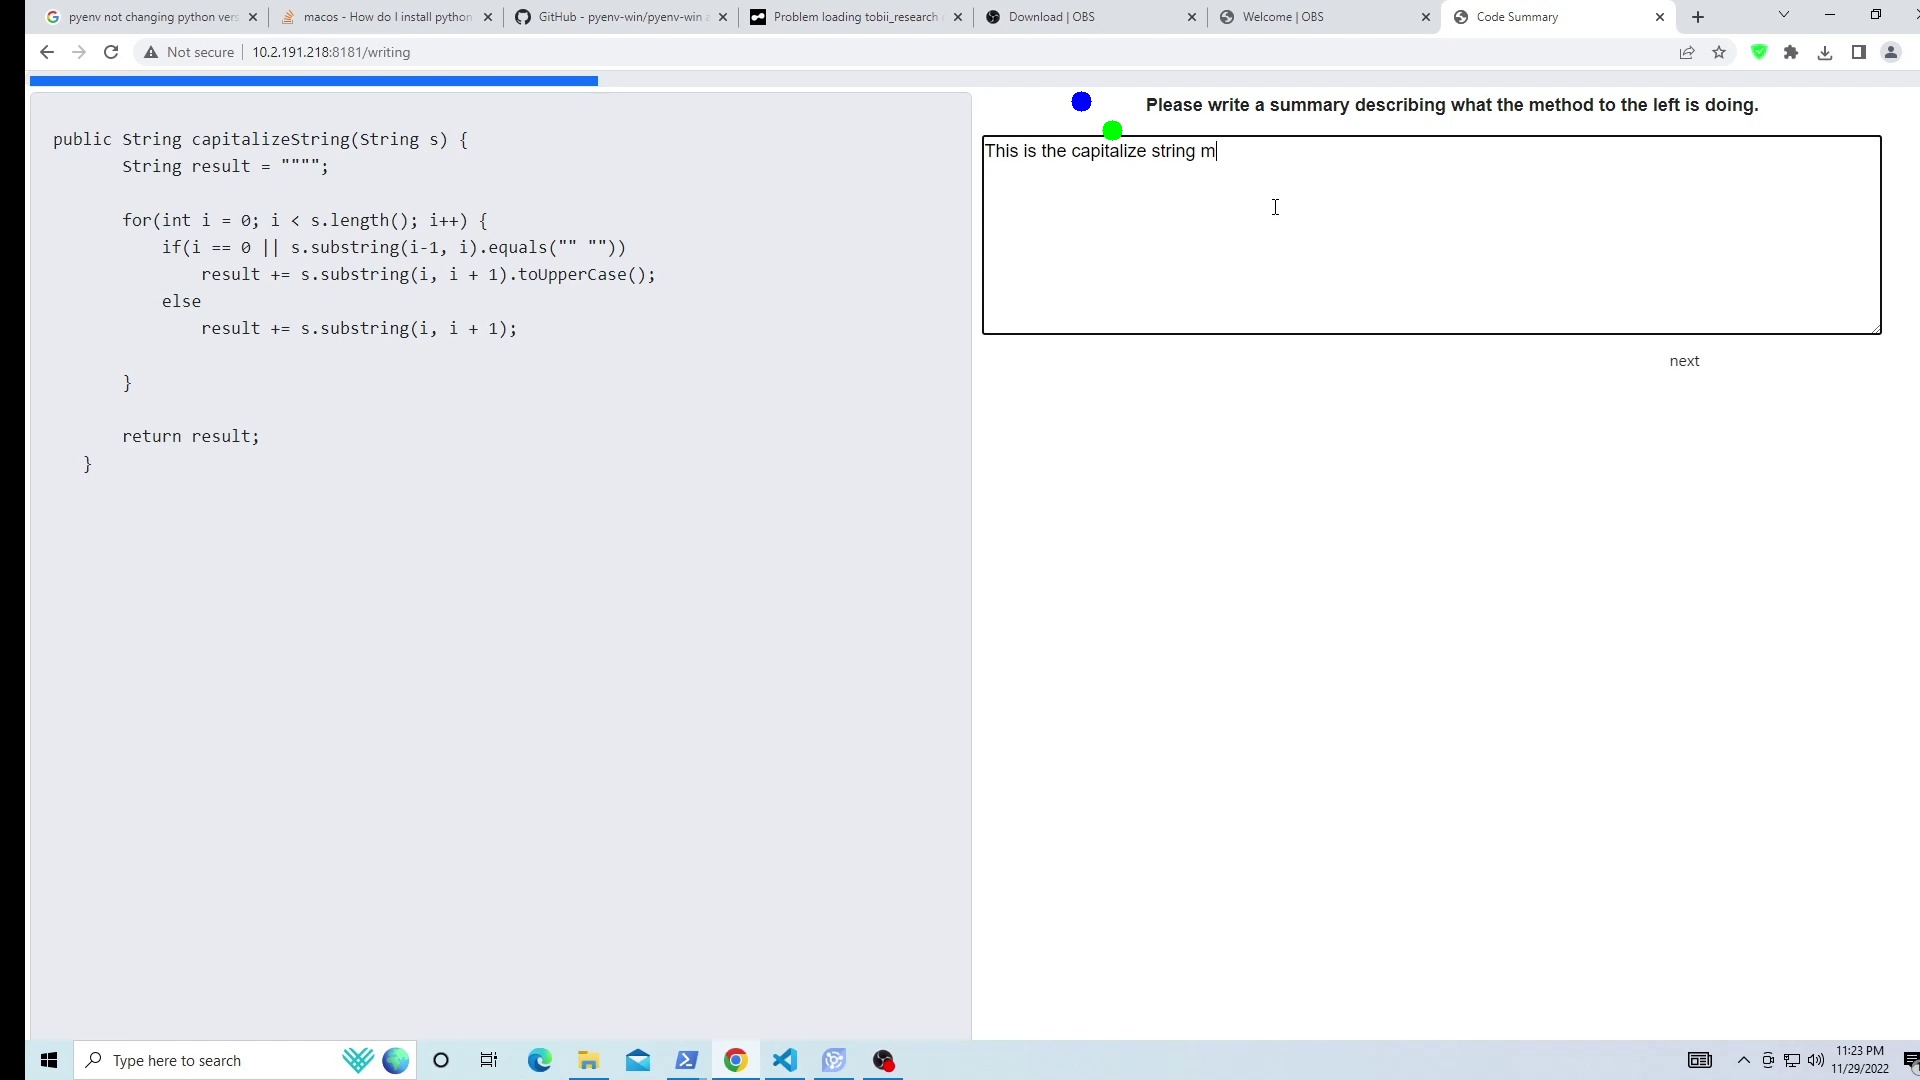 pyenv not changing python vers
macos - How do I install python
GitHub - pyenv-win/pyenv-win a
Problem loading tobii_research
Download | OBS
Welcome | OBS
Code Summary
Not secure
10.2.191.218:8181/writing
public String capitalizeString(String s) {
String result = """";
for(int i = 0; i < s.length(); i++) {
if(i == 0 || s.substring(i-1, i).equals("" ""))
result += s.substring(i, i + 1).toUpperCase();
else
result += s.substring(i, i + 1);
}
return result;
}
Please write a summary describing what the method to the left is doing.
This is the capitalize string m
next
Type here to search
11:23 PM
11/29/2022